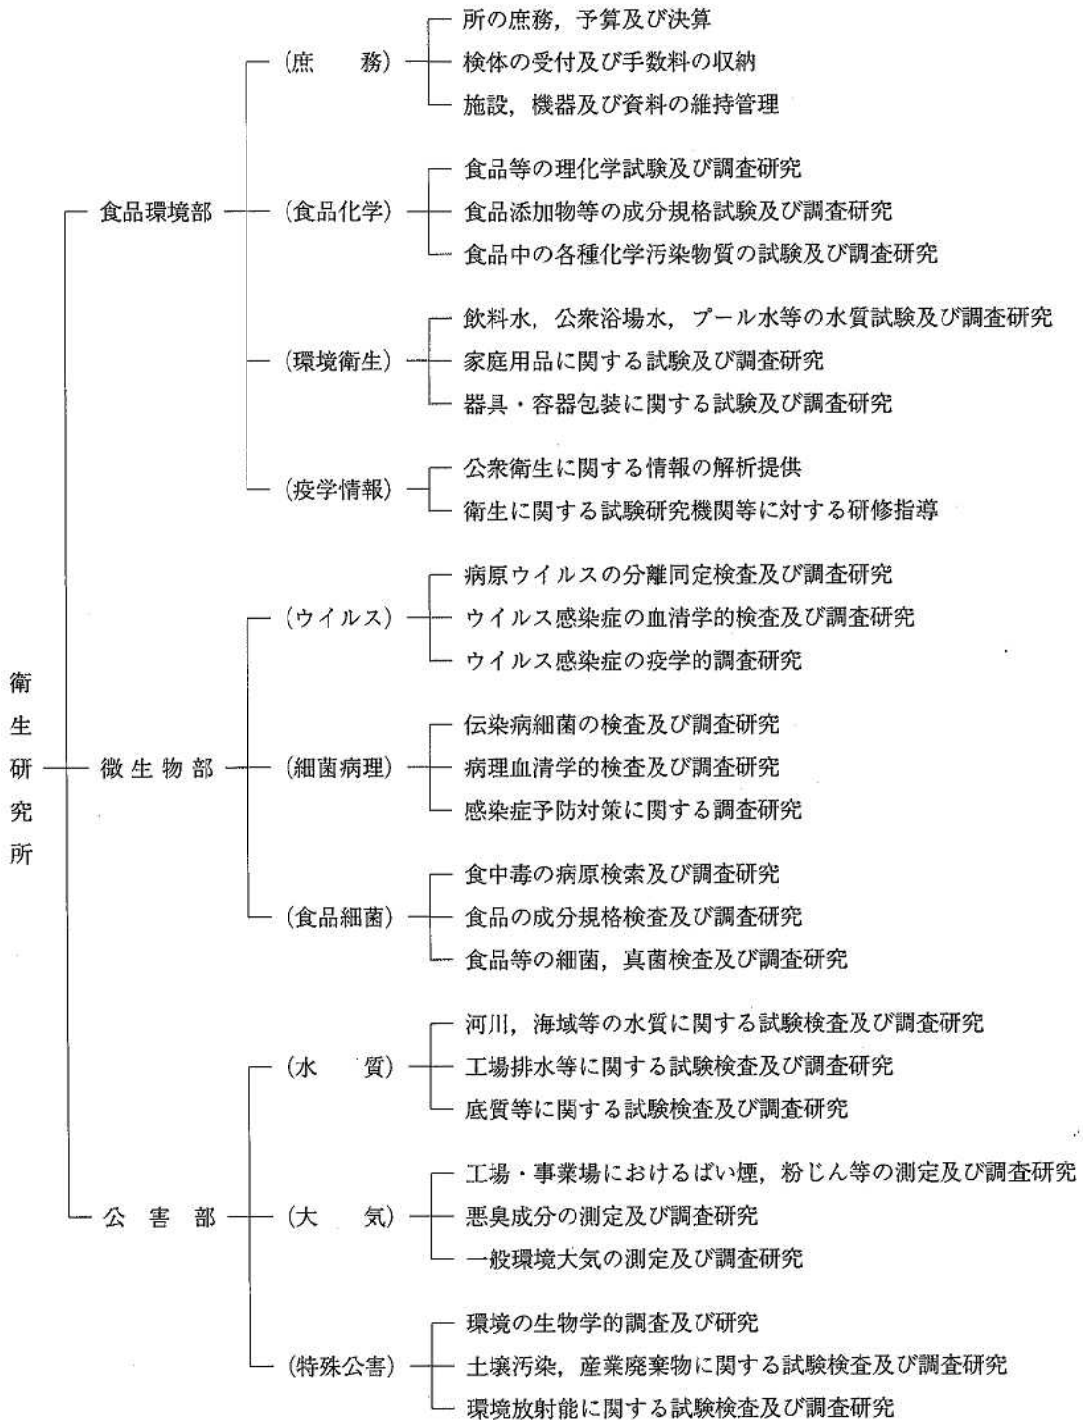 衛生研究所
食品環境部
(庶　務)
所の庶務，予算及び決算
検体の受付及び手数料の収納
施設，機器及び資料の維持管理
(食品化学)
食品等の理化学試験及び調査研究
食品添加物等の成分規格試験及び調査研究
食品中の各種化学汚染物質の試験及び調査研究
(環境衛生)
飲料水，公衆浴場水，プール水等の水質試験及び調査研究
家庭用品に関する試験及び調査研究
器具・容器包装に関する試験及び調査研究
(疫学情報)
公衆衛生に関する情報の解析提供
衛生に関する試験研究機関等に対する研修指導
微生物部
(ウイルス)
病原ウイルスの分離同定検査及び調査研究
ウイルス感染症の血清学的検査及び調査研究
ウイルス感染症の疫学的調査研究
(細菌病理)
伝染病細菌の検査及び調査研究
病理血清学的検査及び調査研究
感染症予防対策に関する調査研究
(食品細菌)
食中毒の病原検索及び調査研究
食品の成分規格検査及び調査研究
食品等の細菌，真菌検査及び調査研究
公害部
(水　質)
河川，海域等の水質に関する試験検査及び調査研究
工場排水等に関する試験検査及び調査研究
底質等に関する試験検査及び調査研究
(大　気)
工場・事業場におけるばい煙，粉じん等の測定及び調査研究
悪臭成分の測定及び調査研究
一般環境大気の測定及び調査研究
(特殊公害)
環境の生物学的調査及び研究
土壌汚染，産業廃棄物に関する試験検査及び調査研究
環境放射能に関する試験検査及び調査研究